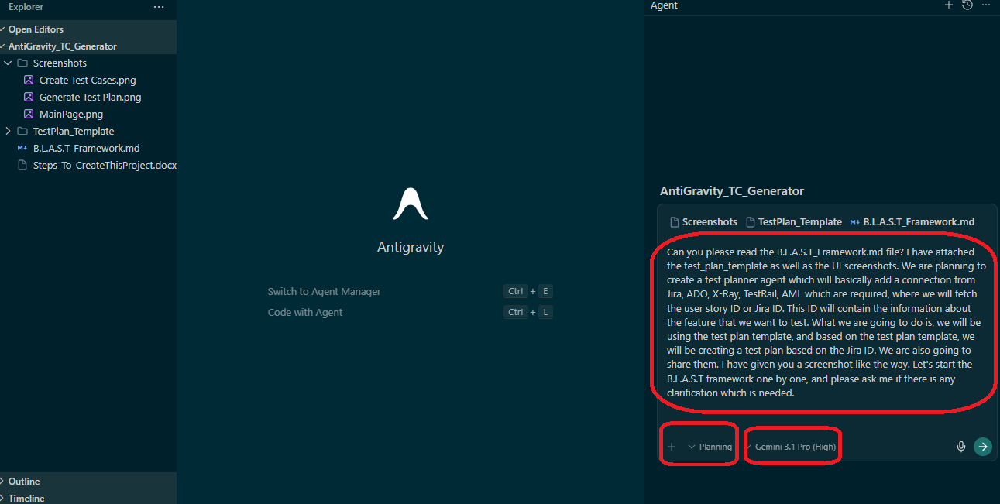 Explorer
...
Open Editors
AntiGravity_TC_Generator
Screenshots
Create Test Cases.png
Generate Test Plan.png
MainPage.png
TestPlan_Template
B.L.A.S.T_Framework.md
Steps_To_CreateThisProject.docx
Outline
Timeline
Antigravity
Switch to Agent Manager Ctrl + E
Code with Agent Ctrl + L
Agent
AntiGravity_TC_Generator
Screenshots TestPlan_Template B.L.A.S.T_Framework.md
Can you please read the B.L.A.S.T_Framework.md file? I have attached
the test_plan_template as well as the UI screenshots. We are planning to
create a test planner agent which will basically add a connection from
Jira, ADO, X-Ray, TestRail, AML which are required, where we will fetch
the user story ID or Jira ID. This ID will contain the information about
the feature that we want to test. What we are going to do is, we will be
using the test plan template, and based on the test plan template, we
will be creating a test plan based on the Jira ID. We are also going to
share them. I have given you a screenshot like the way. Let's start the
B.L.A.S.T framework one by one, and please ask me if there is any
clarification which is needed.
Planning Gemini 3.1 Pro (High)